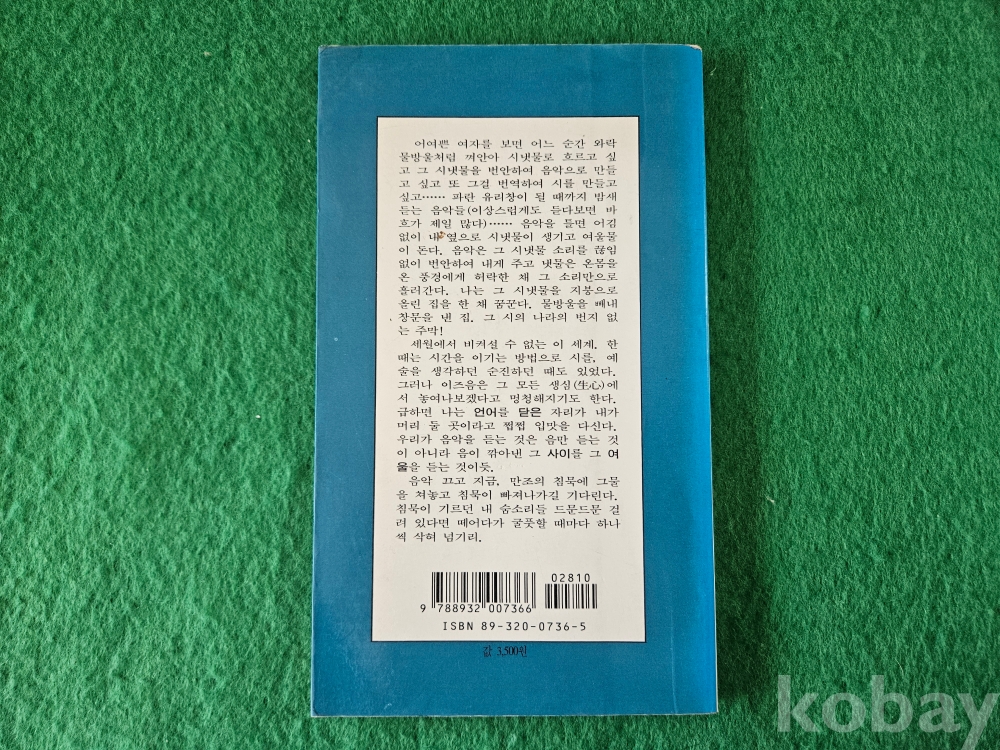 어여쁜 여자를 보면 어느 순간 와락
물방울처럼 껴안아 시냇물로 흐르고 싶
고 그 시냇물을 번안하여 음악으로 만들
고 싶고 또 그걸 번역하여 시를 만들고
싶고…… 파란 유리창이 될 때까지 밤새
듣는 음악들(이상스럽게도 듣다보면 바
흐가 제일 많다)…… 음악을 틀면 어김
없이 내 옆으로 시냇물이 생기고 여울물
이 돈다. 음악은 그 시냇물 소리를 끊임
없이 번안하여 내게 주고 냇물은 온몸을
온 풍경에게 허락한 채 그 소리만으로
흘러간다. 나는 그 시냇물을 지붕으로
올린 집을 한 채 꿈꾼다. 물방울을 빼내
창문을 낸 집. 그 시의 나라의 번지 없
는 주막!
세월에서 비켜설 수 없는 이 세계. 한
때는 시간을 이기는 방법으로 시를, 예
술을 생각하던 순진하던 때도 있었다.
그러나 이즈음은 그 모든 생심(生心)에
서 놓여나보겠다고 멍청해지기도 한다.
급하면 나는 언어를 닫은 자리가 내가
머리 둘 곳이라고 쩝쩝 입맛을 다신다.
우리가 음악을 듣는 것은 음만 듣는 것
이 아니라 음이 깎아낸 그 사이를 그 여
울을 듣는 것이듯.
음악 끄고 지금, 만조의 침묵에 그물
을 쳐놓고 침묵이 빠져나가길 기다린다.
침묵이 기르던 내 숨소리들 드문드문 걸
려 있다면 떼어다가 굴풋할 때마다 하나
씩 삭혀 넘기리.
02810
9 788932 007366
ISBN 89-320-0736-5
값 3,500원
kobay